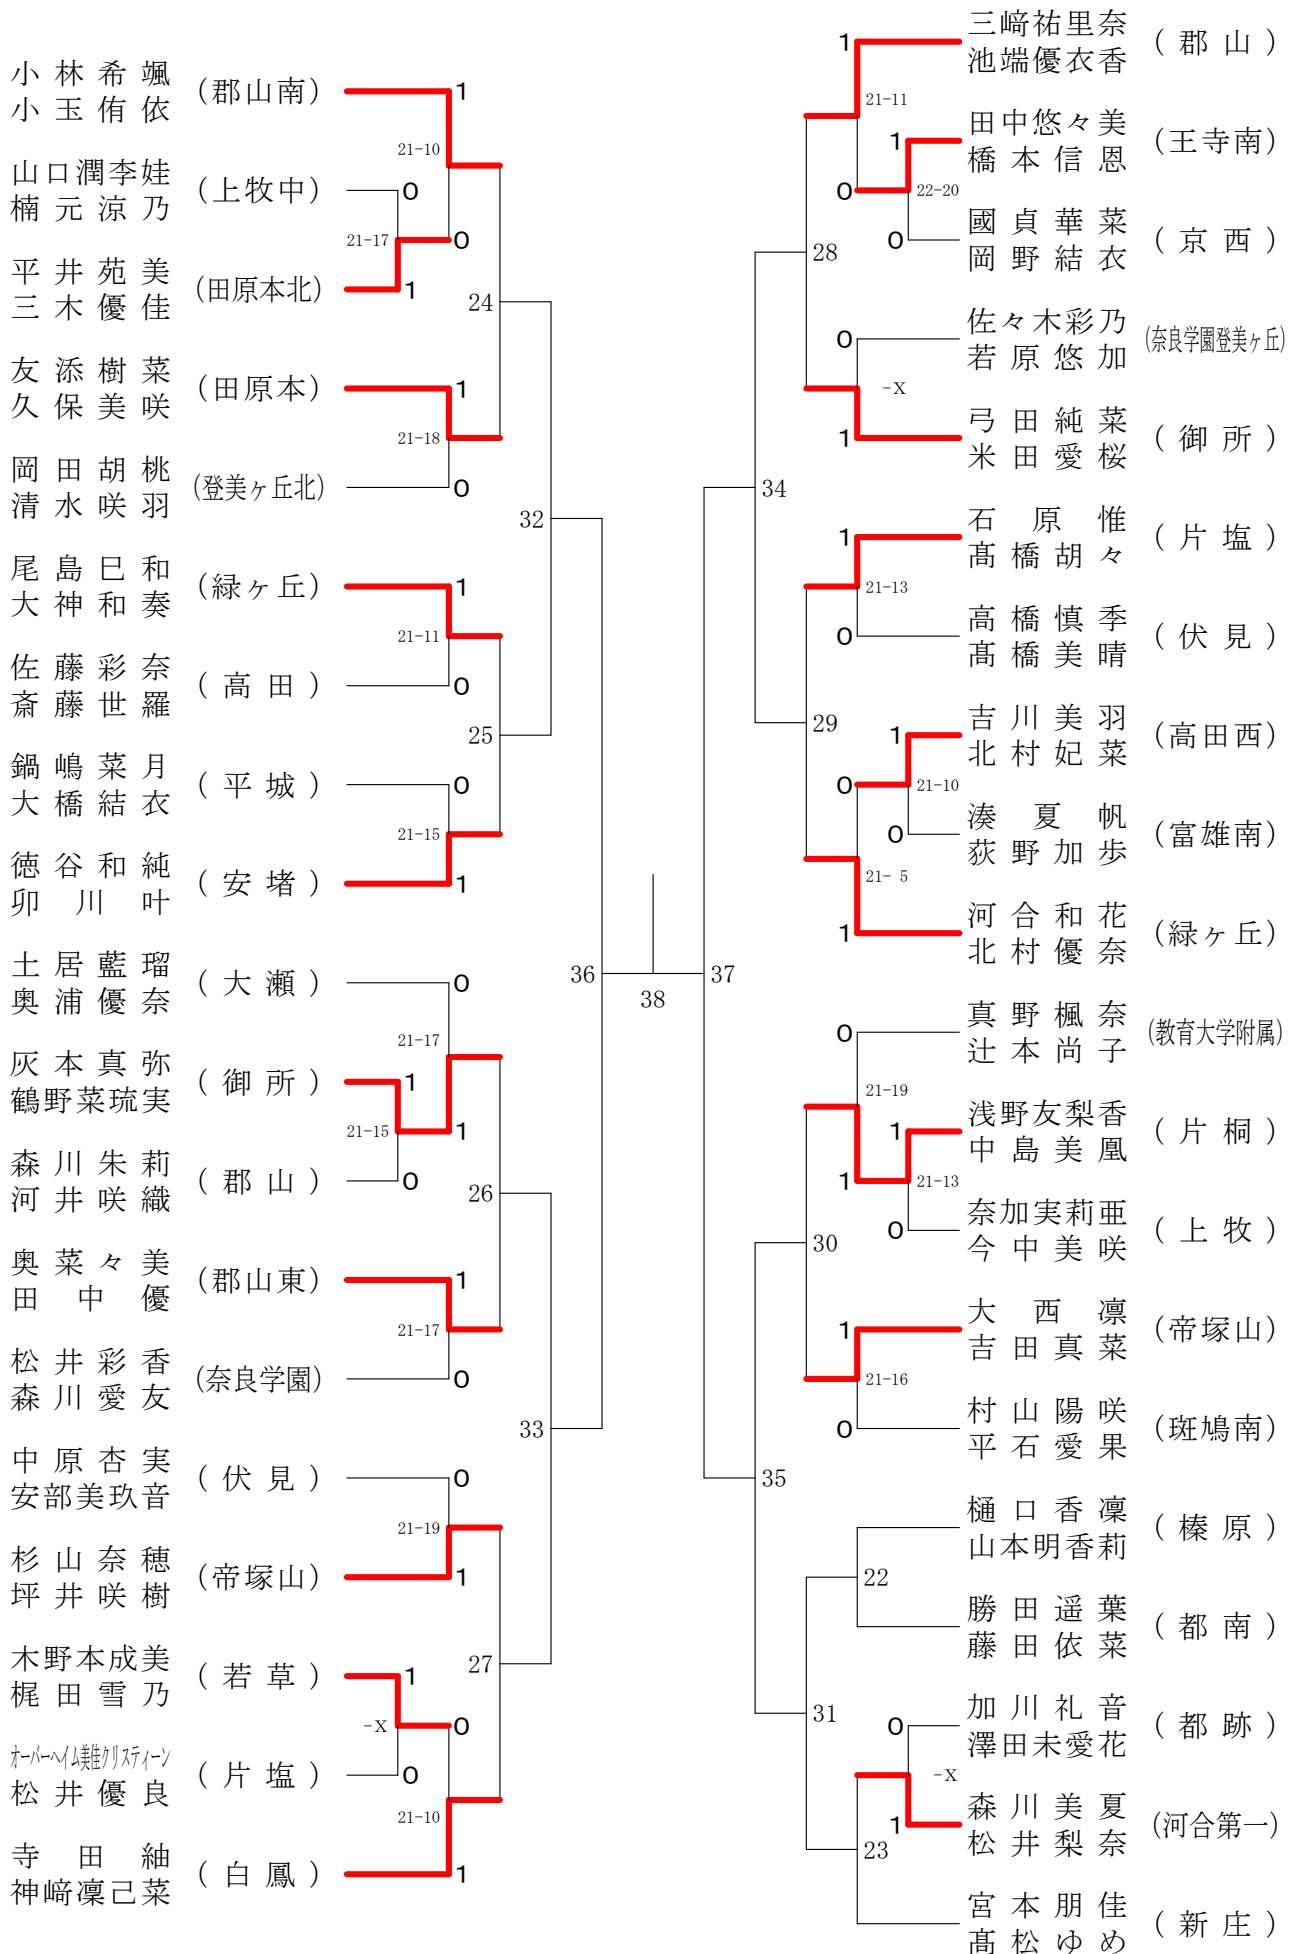 小林希颯
小玉侑依
(郡山南)
1
21-10
山口潤李娃
楠元涼乃
(上牧中)
0
21-17
0
平井苑美
三木優佳
(田原本北)
1
24
友添樹菜
久保美咲
(田原本)
1
21-18
岡田胡桃
清水咲羽
(登美ヶ丘北)
0
32
尾島巳和
大神和奏
(緑ヶ丘)
1
21-11
佐藤彩奈
斎藤世羅
(高田)
0
25
鍋嶋菜月
大橋結衣
(平城)
0
21-15
徳谷和純
卯川叶
(安堵)
1
36
土居藍瑠
奥浦優奈
(大瀬)
0
21-17
灰本真弥
鶴野菜琉実
(御所)
1
21-15
1
森川朱莉
河井咲織
(郡山)
0
26
奥菜々美
田中優
(郡山東)
1
21-17
松井彩香
森川愛友
(奈良学園)
0
33
中原杏実
安部美玖音
(伏見)
0
21-19
杉山奈穂
坪井咲樹
(帝塚山)
1
27
木野本成美
梶田雪乃
(若草)
1
-X
0
オーバーヘイム美佳クリスティーン
松井優良
(片塩)
0
21-10
寺田紬
神﨑凜己菜
(白鳳)
1
38
三﨑祐里奈
池端優衣香
(郡山)
1
21-11
田中悠々美
橋本信恩
(王寺南)
1
0
22-20
國貞華菜
岡野結衣
(京西)
0
28
佐々木彩乃
若原悠加
(奈良学園登美ヶ丘)
0
-X
弓田純菜
米田愛桜
(御所)
1
34
石原惟
髙橋胡々
(片塩)
1
21-13
高橋慎季
髙橋美晴
(伏見)
0
29
吉川美羽
北村妃菜
(高田西)
1
0
21-10
湊夏帆
荻野加歩
(富雄南)
0
21- 5
河合和花
北村優奈
(緑ヶ丘)
1
37
真野楓奈
辻本尚子
(教育大学附属)
0
21-19
浅野友梨香
中島美凰
(片桐)
1
1
21-13
奈加実莉亜
今中美咲
(上牧)
0
30
大西凛
吉田真菜
(帝塚山)
1
21-16
村山陽咲
平石愛果
(斑鳩南)
0
35
樋口香凜
山本明香莉
(榛原)
22
勝田遥葉
藤田依菜
(都南)
31
加川礼音
澤田未愛花
(都跡)
0
-X
森川美夏
松井梨奈
(河合第一)
1
23
宮本朋佳
髙松ゆめ
(新庄)